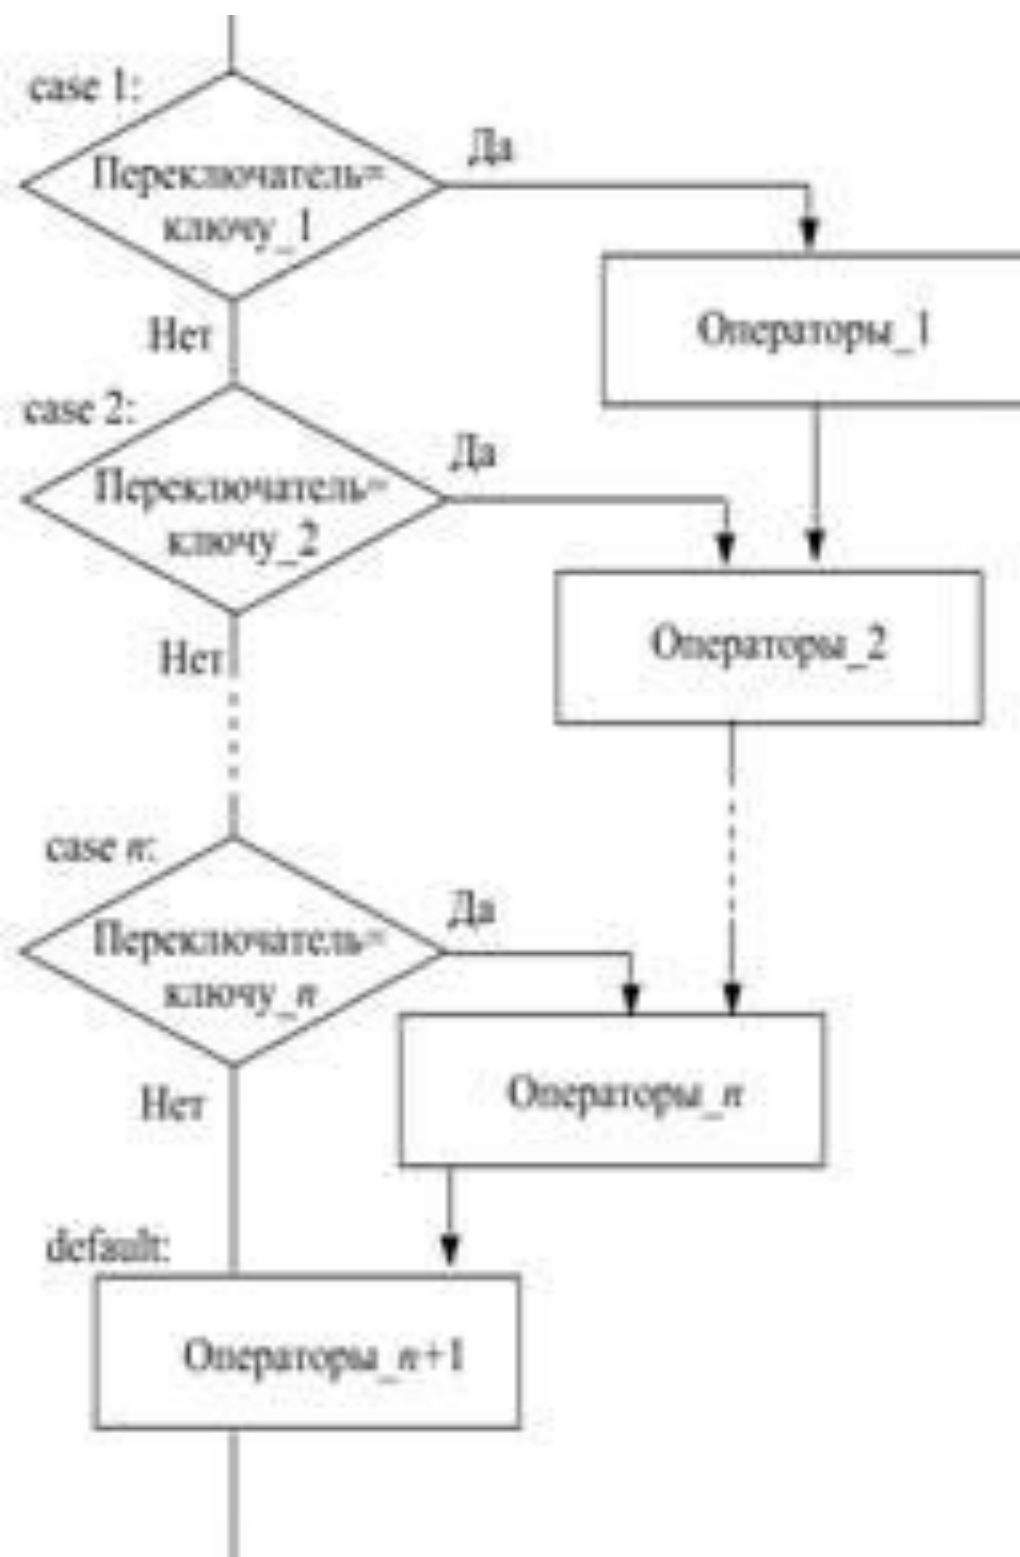 case 1:
Да
Переключатель=
ключу_1
Операторы_1
Нет
case 2:
Да
Переключатель=
ключу_2
Операторы_2
Нет
case n:
Да
Переключатель=
ключу_n
Операторы_n
Нет
default:
Операторы_n+1